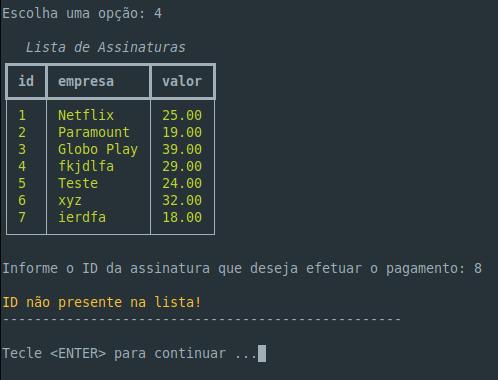 Escolha uma opção: 4
Lista de Assinaturas
id empresa valor
1 Netflix 25.00
2 Paramount 19.00
3 Globo Play 39.00
4 fkjdlfa 29.00
5 Teste 24.00
6 xyz 32.00
7 ierdfa 18.00
Informe o ID da assinatura que deseja efetuar o pagamento: 8
ID não presente na lista!
--------------------------------------------------
Tecle <ENTER> para continuar ...